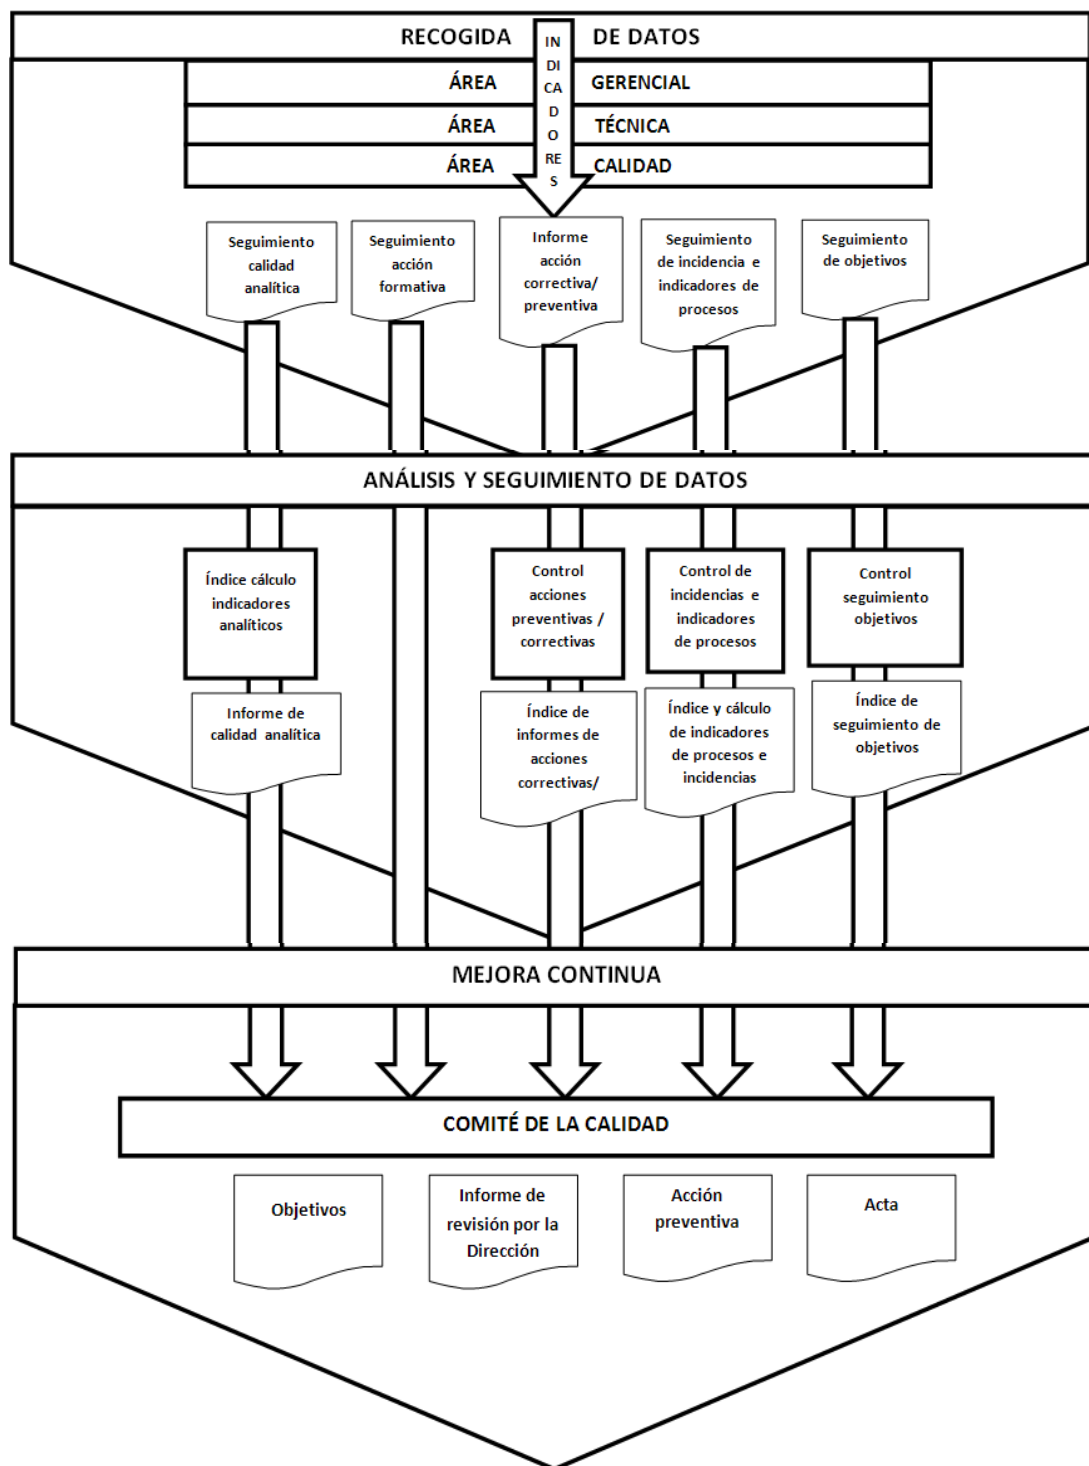 RECOGIDA DE DATOS
IN
DI
CA
D
O
RE
S
ÁREA GERENCIAL
ÁREA TÉCNICA
ÁREA CALIDAD
Seguimiento
calidad
analítica
Seguimiento
acción
formativa
Informe
acción
correctiva/
preventiva
Seguimiento
de incidencia e
indicadores de
procesos
Seguimiento
de objetivos
ANÁLISIS Y SEGUIMIENTO DE DATOS
Índice cálculo
indicadores
analíticos
Control
acciones
preventivas /
correctivas
Control de
incidencias e
indicadores
de procesos
Control
seguimiento
objetivos
Informe de
calidad analítica
Índice de
informes de
acciones
correctivas/
Índice y cálculo
de indicadores
de procesos e
incidencias
Índice de
seguimiento de
objetivos
MEJORA CONTINUA
COMITÉ DE LA CALIDAD
Objetivos
Informe de
revisión por la
Dirección
Acción
preventiva
Acta